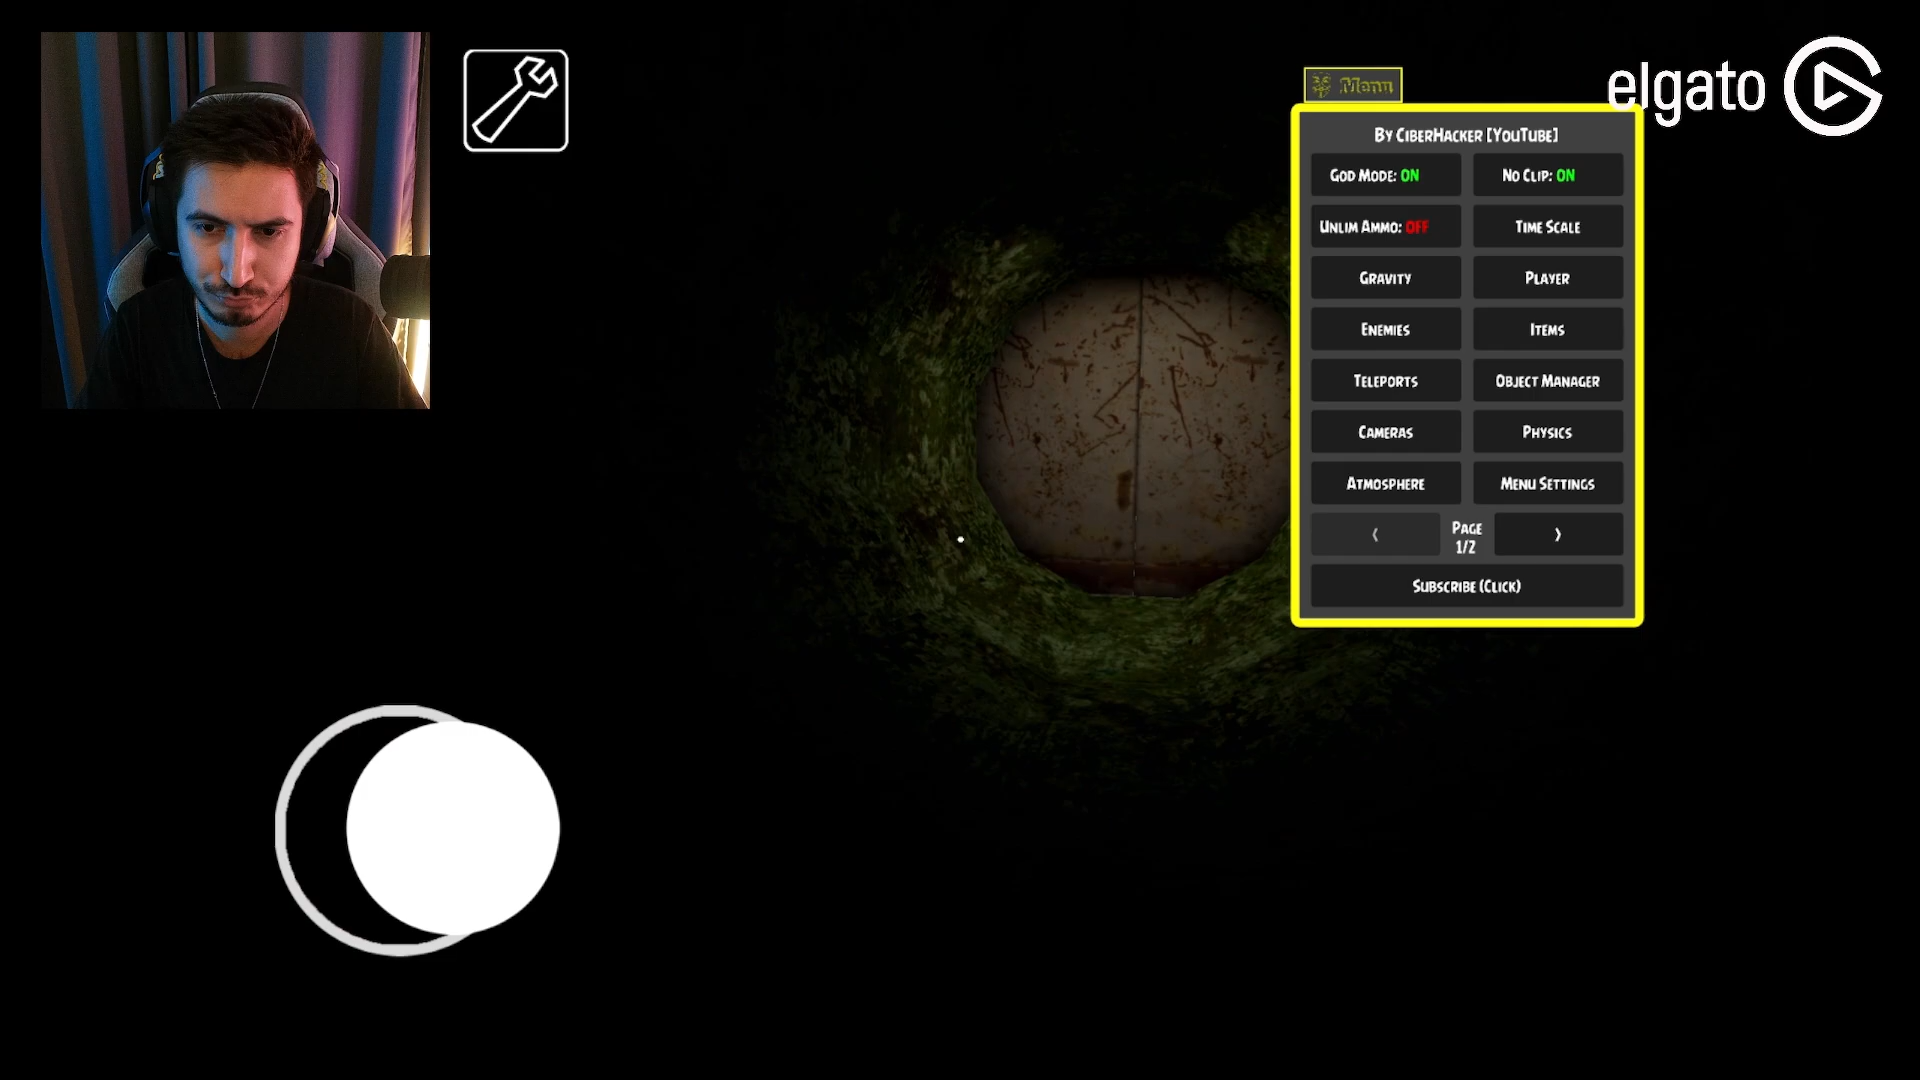 elgato
Menu
By CiberHacker [YouTube]
God Mode: ON
No Clip: ON
Unlim Ammo: OFF
Time Scale
Gravity
Player
Enemies
Items
Teleports
Object Manager
Cameras
Physics
Atmosphere
Menu Settings
<
Page
1/2
>
Subscribe (Click)